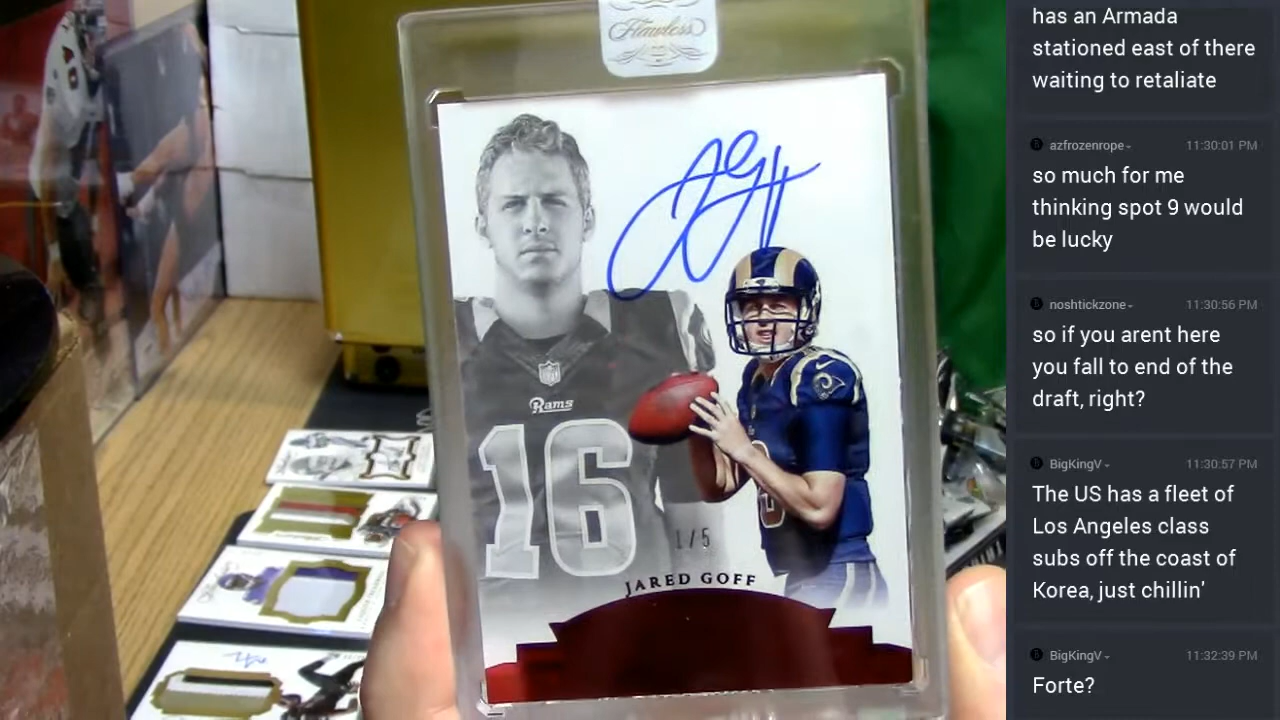 Flawless
Rams
16
1/5
JARED GOFF
has an Armada
stationed east of there
waiting to retaliate
azfrozenrope
11:30:01 PM
so much for me
thinking spot 9 would
be lucky
noshtickzone
11:30:56 PM
so if you arent here
you fall to end of the
draft, right?
BigKingV
11:30:57 PM
The US has a fleet of
Los Angeles class
subs off the coast of
Korea, just chillin'
BigKingV
11:32:39 PM
Forte?